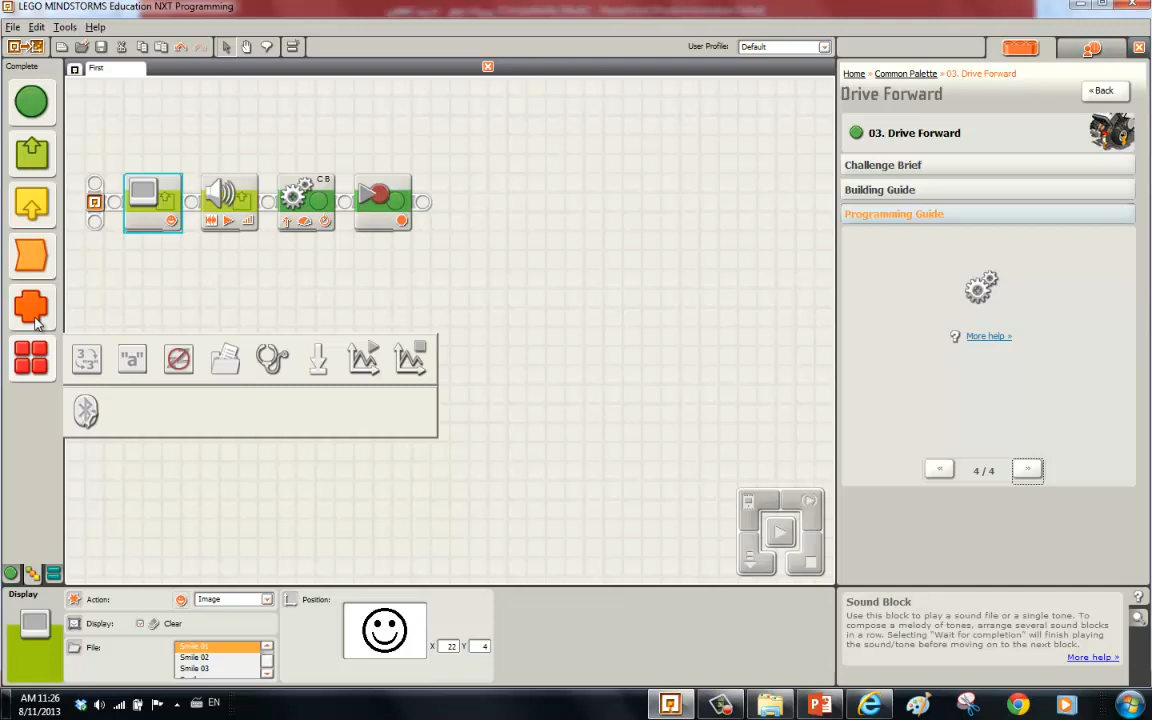 LEGO MINDSTORMS Education NXT Programming
File Edit Tools Help
User Profile: Default
Complete
First
Home » Common Palette » 03. Drive Forward
Drive Forward
« Back
03. Drive Forward
Challenge Brief
Building Guide
Programming Guide
C B
3 "3"
"a"
? More help »
« 4 / 4 »
Display
Action: Image
Position:
Display: Clear
File: Smile 01
Smile 02
Smile 03
X 22 Y 4
Sound Block
Use this block to play a sound file or a single tone. To
compose a melody of tones, arrange several sound blocks
in a row. Selecting "Wait for completion" will finish playing
the sound/tone before moving on to the next block.
More help »
AM 11:26
8/11/2013
EN